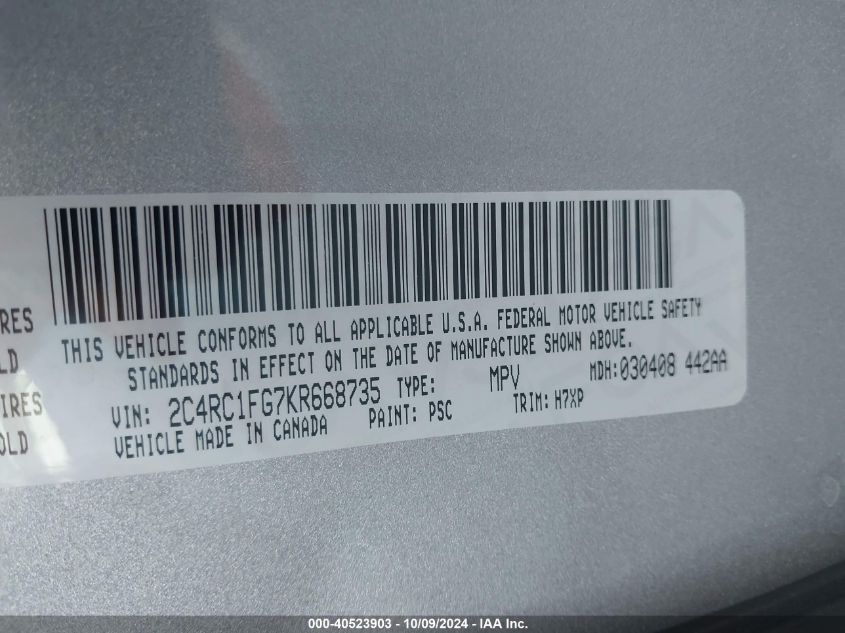 THIS VEHICLE CONFORMS TO ALL APPLICABLE U.S.A. FEDERAL MOTOR VEHICLE SAFETY
STANDARDS IN EFFECT ON THE DATE OF MANUFACTURE SHOWN ABOVE.
RES
LD
IRES
OLD
VIN: 2C4RC1FG7KR668735 TYPE: MPV MDH:030408 442AA
VEHICLE MADE IN CANADA PAINT: PSC TRIM: H7XP
000-40523903 - 10/09/2024 - IAA Inc.